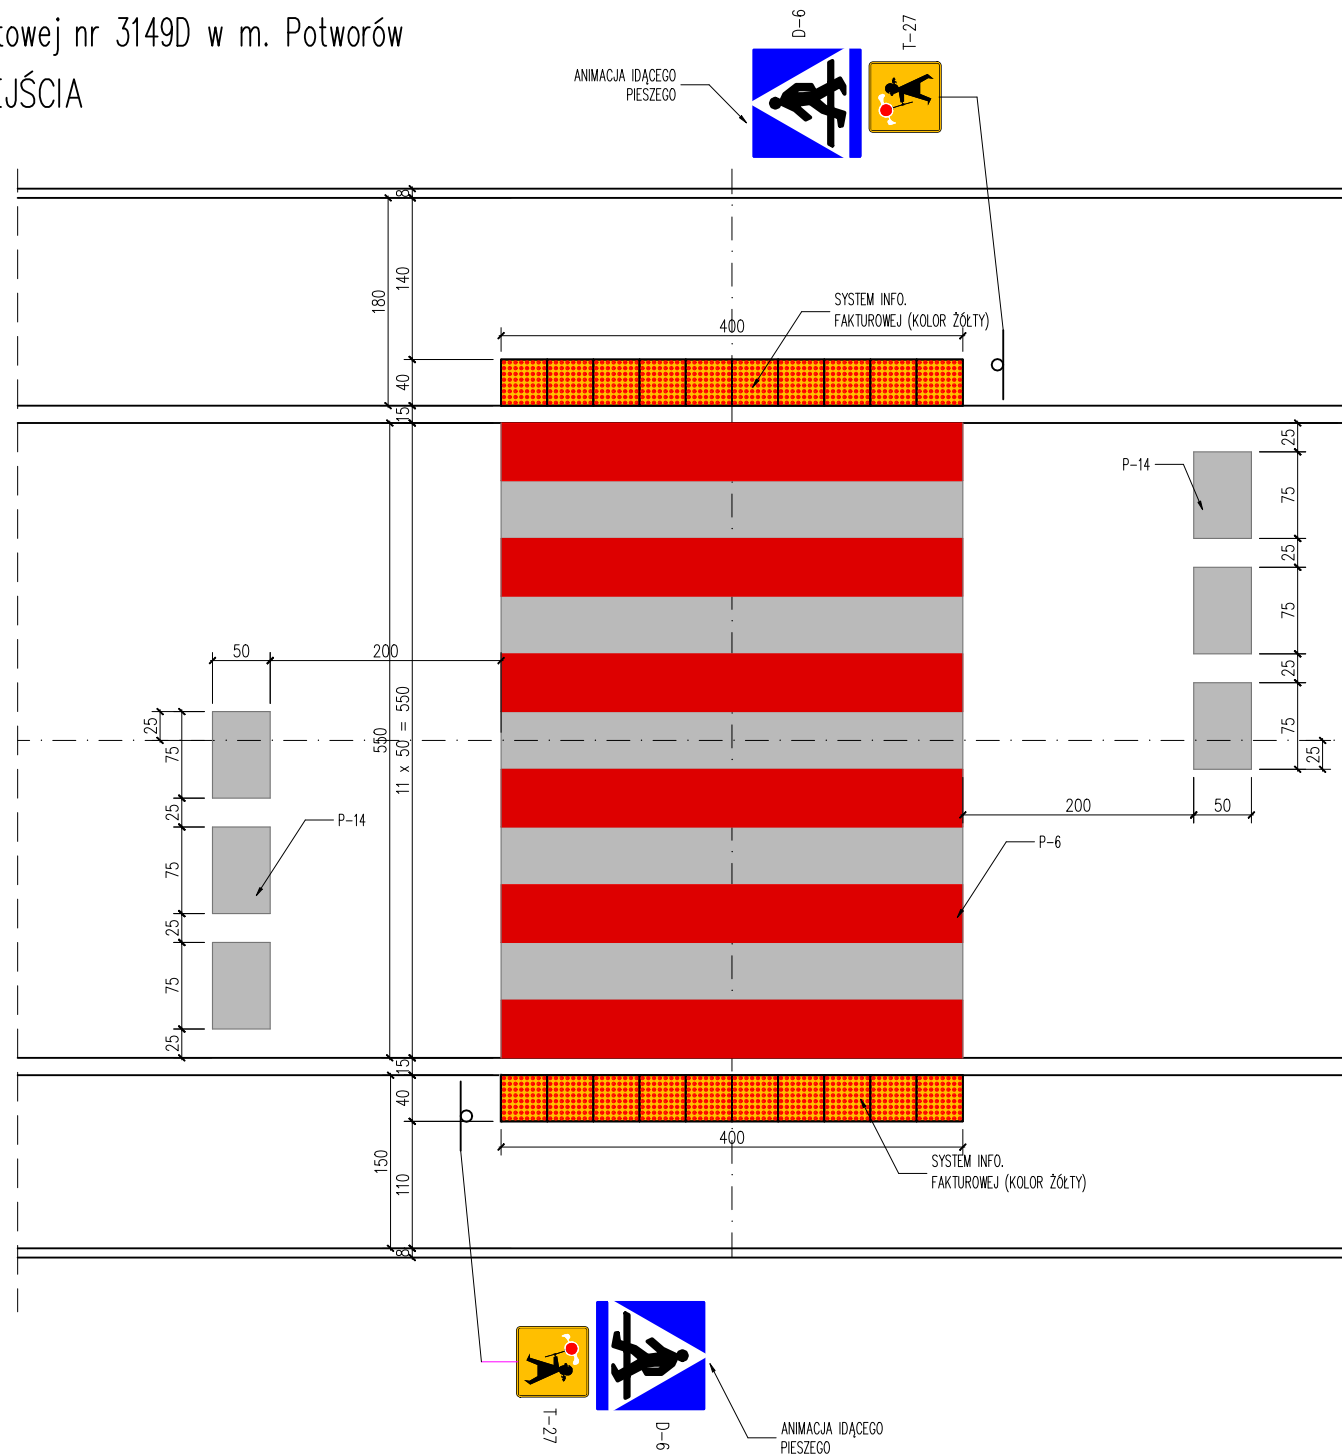 towej nr 3149D w m. Potworów
EJŚCIA
D-6
T-27
ANIMACJA IDĄCEGO
PIESZEGO
8
140
180
SYSTEM INFO.
FAKTUROWEJ (KOLOR ŻÓŁTY)
400
40
15
25
P-14
75
25
75
25
75
25
50
200
25
75
550
11 x 50 = 550
200
50
25
P-14
P-6
75
25
75
25
15
40
400
150
110
SYSTEM INFO.
FAKTUROWEJ (KOLOR ŻÓŁTY)
8
T-27
D-6
ANIMACJA IDĄCEGO
PIESZEGO